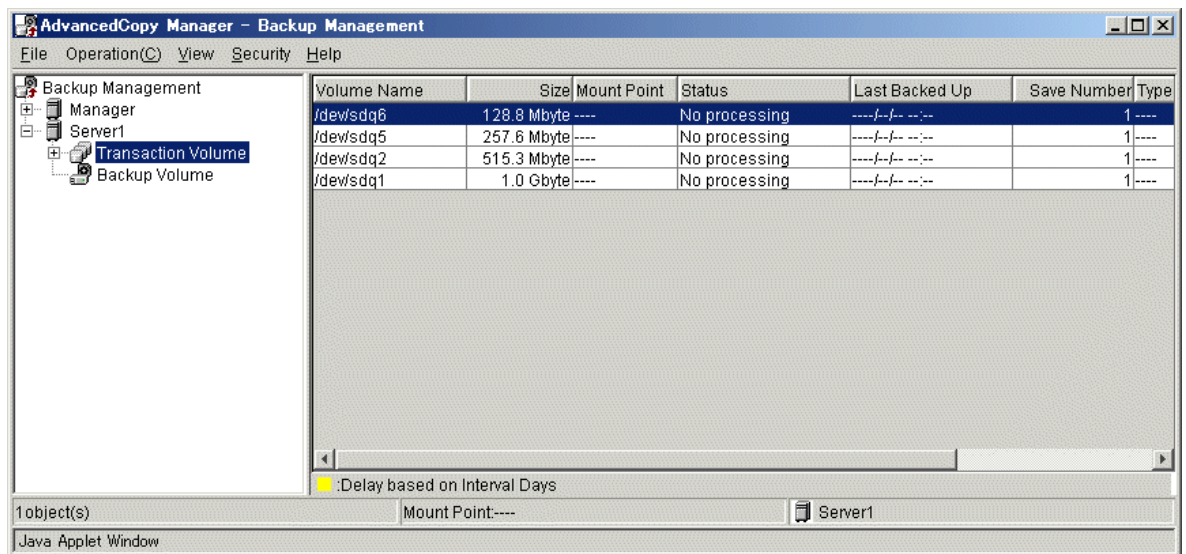 AdvancedCopy Manager - Backup Management
File Operation(C) View Security Help
Backup Management
Manager
Server1
Transaction Volume
Backup Volume
Volume Name Size Mount Point Status Last Backed Up Save Number Type
/dev/sdq6 128.8 Mbyte ---- No processing ----/--/-- --:-- 1 ----
/dev/sdq5 257.6 Mbyte ---- No processing ----/--/-- --:-- 1 ----
/dev/sdq2 515.3 Mbyte ---- No processing ----/--/-- --:-- 1 ----
/dev/sdq1 1.0 Gbyte ---- No processing ----/--/-- --:-- 1 ----
:Delay based on Interval Days
1object(s) Mount Point:---- Server1
Java Applet Window